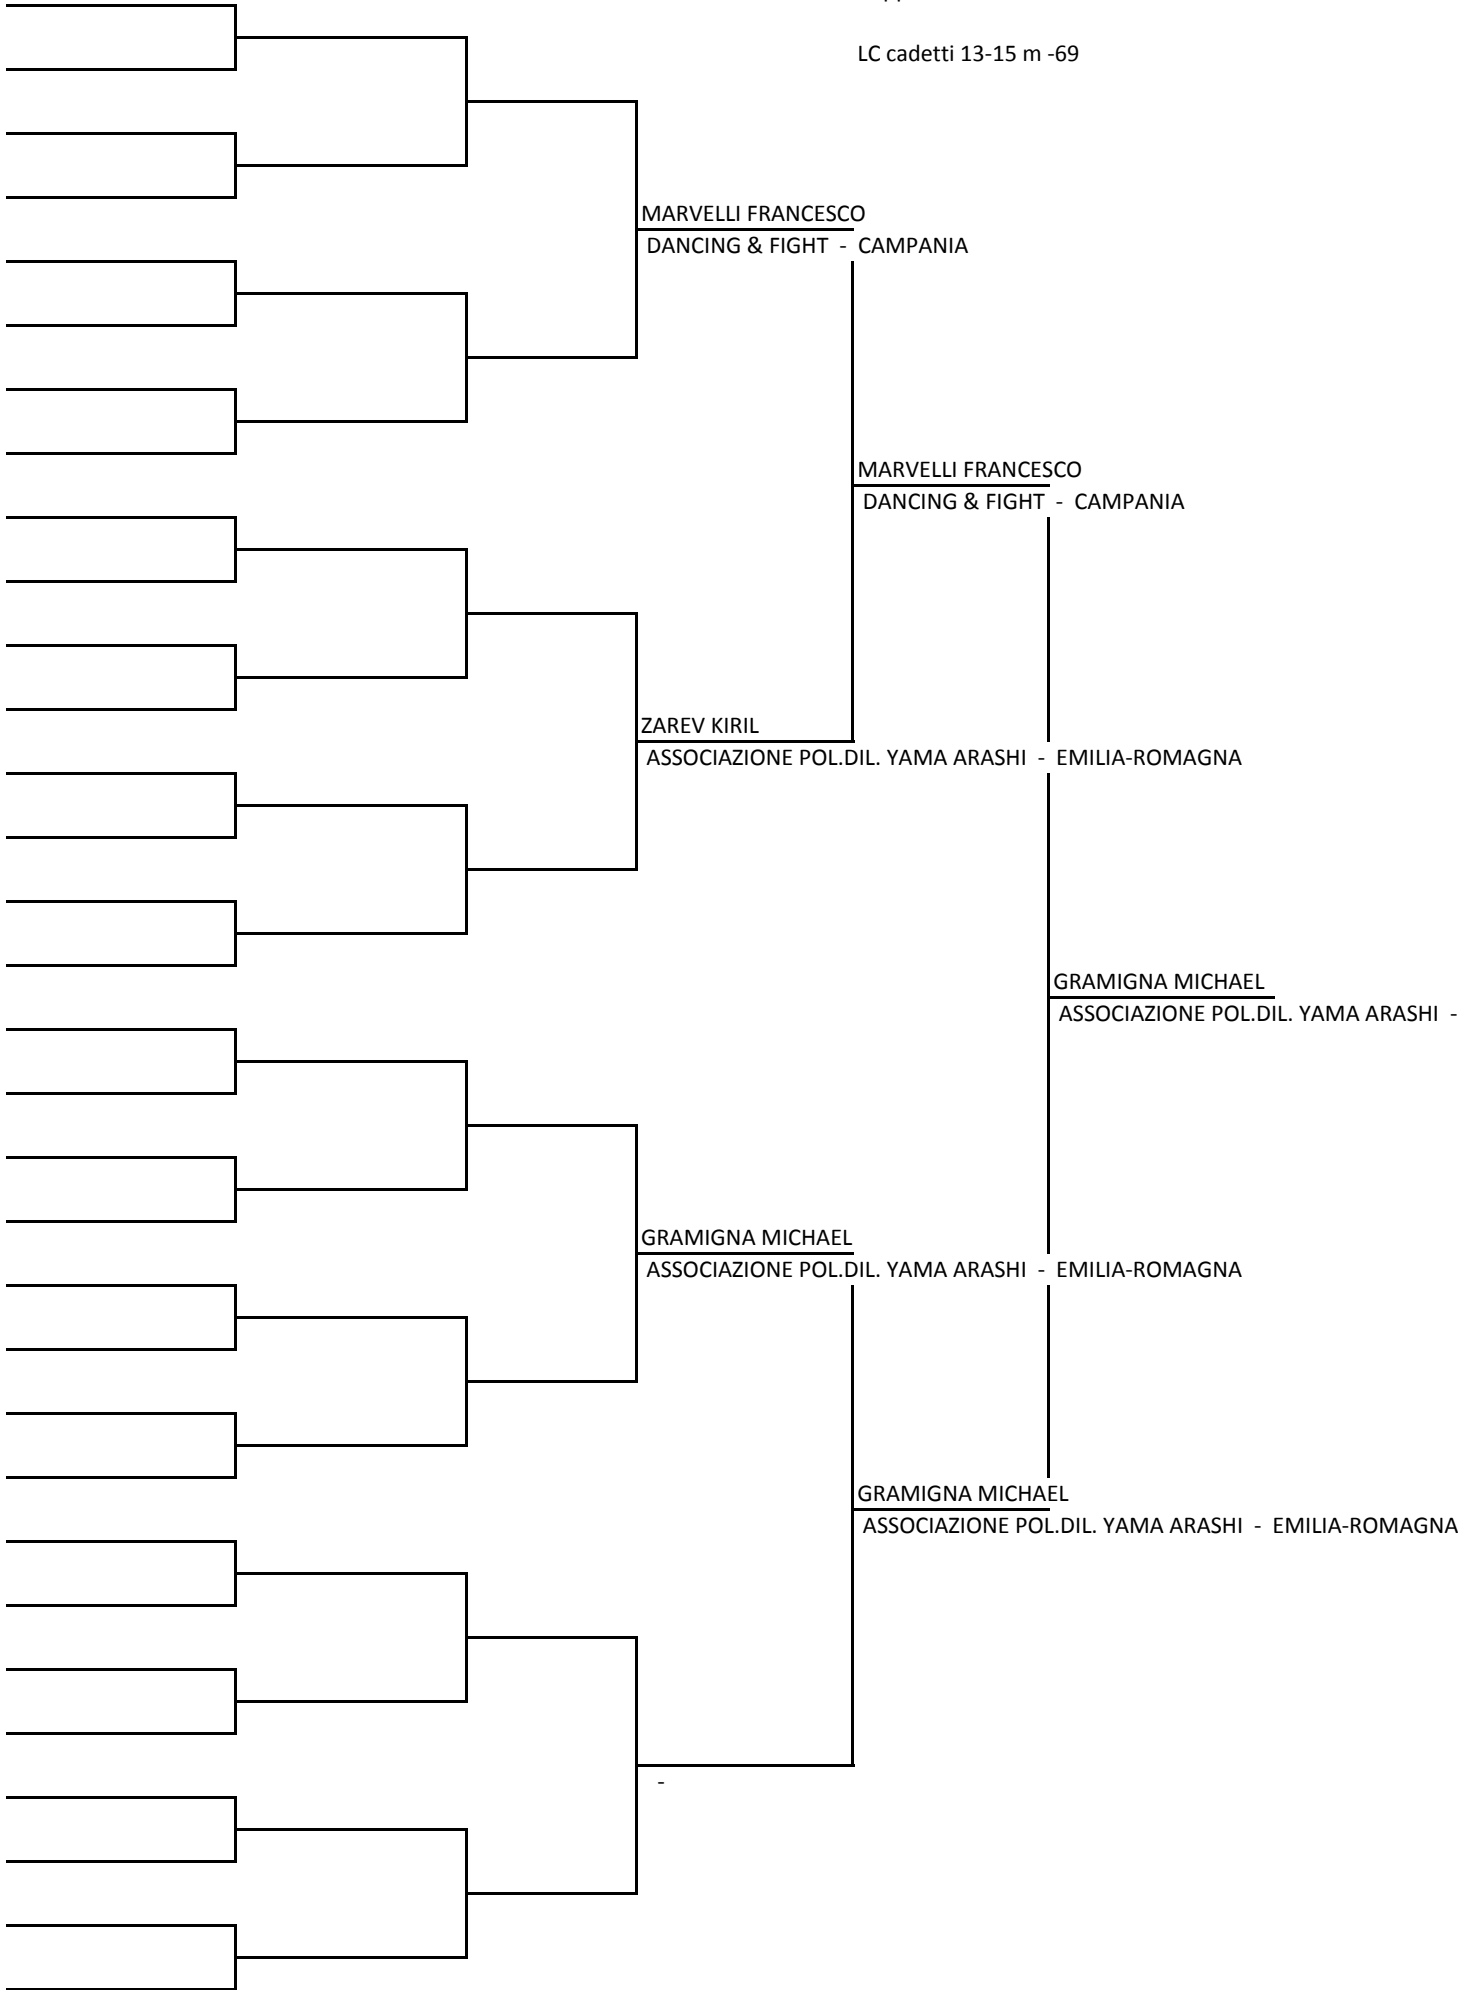 LC cadetti 13-15 m -69
MARVELLI FRANCESCO
DANCING & FIGHT - CAMPANIA
MARVELLI FRANCESCO
DANCING & FIGHT - CAMPANIA
ZAREV KIRIL
ASSOCIAZIONE POL.DIL. YAMA ARASHI - EMILIA-ROMAGNA
GRAMIGNA MICHAEL
ASSOCIAZIONE POL.DIL. YAMA ARASHI -
GRAMIGNA MICHAEL
ASSOCIAZIONE POL.DIL. YAMA ARASHI - EMILIA-ROMAGNA
GRAMIGNA MICHAEL
ASSOCIAZIONE POL.DIL. YAMA ARASHI - EMILIA-ROMAGNA
-